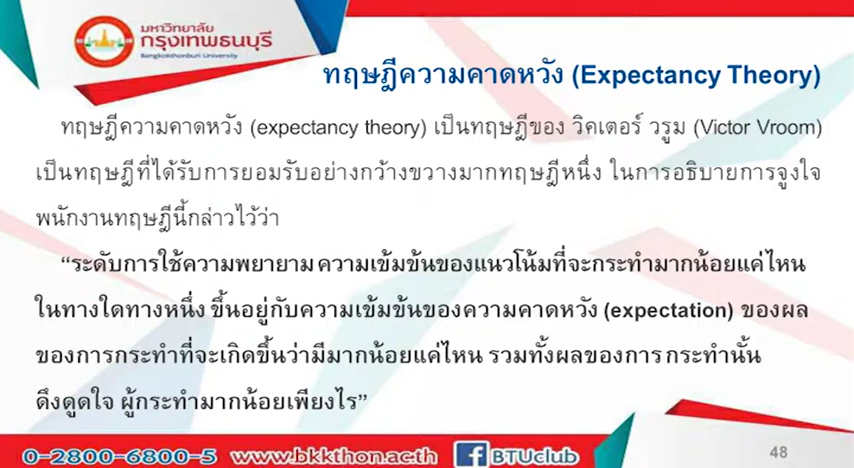 มหาวิทยาลัย
กรุงเทพธนบุรี
Bangkokthonburi University
ทฤษฎีความคาดหวัง (Expectancy Theory)
ทฤษฎีความคาดหวัง (expectancy theory) เป็นทฤษฎีของ วิคเตอร์ วรูม (Victor Vroom)
เป็นทฤษฎีที่ได้รับการยอมรับอย่างกว้างขวางมากทฤษฎีหนึ่ง ในการอธิบายการจูงใจ
พนักงานทฤษฎีนี้กล่าวไว้ว่า
“ระดับการใช้ความพยายาม ความเข้มข้นของแนวโน้มที่จะกระทำมากน้อยแค่ไหน
ในทางใดทางหนึ่ง ขึ้นอยู่กับความเข้มข้นของความคาดหวัง (expectation) ของผล
ของการกระทำที่จะเกิดขึ้นว่ามีมากน้อยแค่ไหน รวมทั้งผลของการ กระทำนั้น
ดึงดูดใจ ผู้กระทำมากน้อยเพียงไร”
0-2800-6800-5 www.bkkthon.ac.th f BTUclub
48